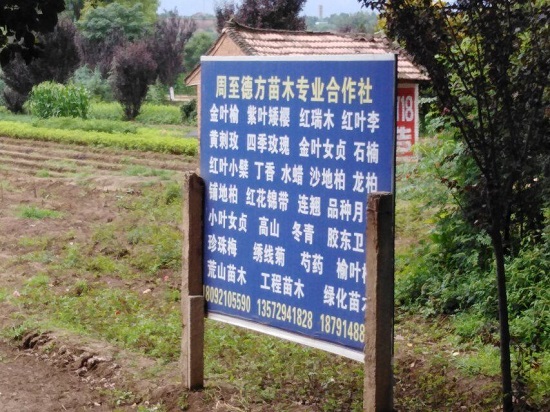 周至德方苗木专业合作社
金叶榆 紫叶矮樱 红瑞木 红叶李
黄刺玫 四季玫瑰 金叶女贞 石楠
红叶小檗 丁香 水蜡 沙地柏 龙柏
铺地柏 红花锦带 连翘 品种月
小叶女贞 高山 冬青 胶东卫
珍珠梅 绣线菊 芍药 榆叶
荒山苗木 工程苗木 绿化苗木
18092105590 13572941828 18791488
718